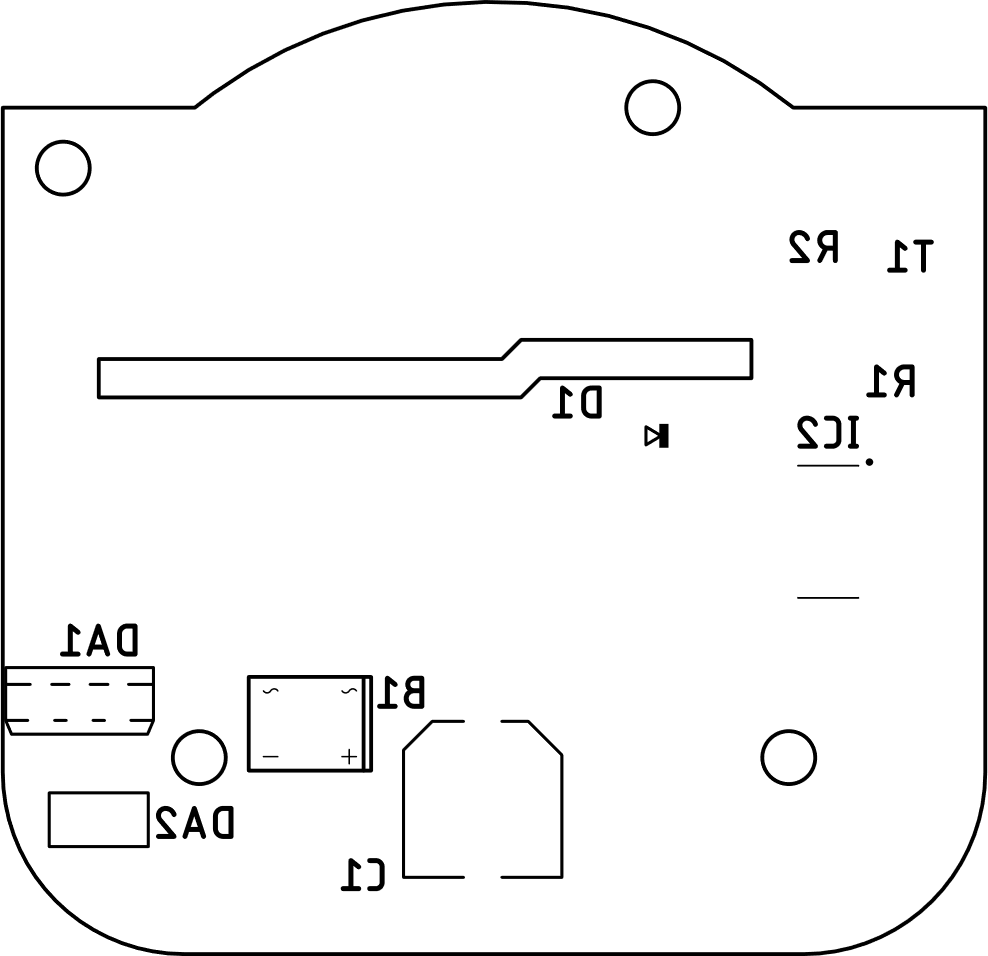 R2
T1
R1
D1
IC2
DA1
B1
~ ~
- +
DA2
C1